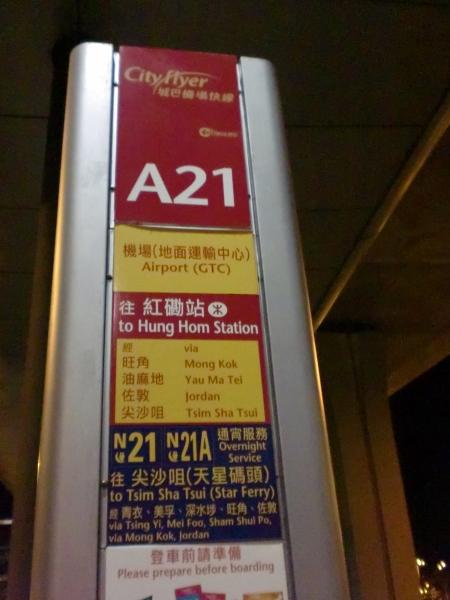 Cityflyer
城巴機場快線
A21
機場(地面運輸中心)
Airport (GTC)
往 紅磡站
to Hung Hom Station
經 via
旺角 Mong Kok
油麻地 Yau Ma Tei
佐敦 Jordan
尖沙咀 Tsim Sha Tsui
N21 N21A 通宵服務
Overnight
Service
往 尖沙咀(天星碼頭)
to Tsim Sha Tsui (Star Ferry)
經 青衣、美孚、深水埗、旺角、佐敦
via Tsing Yi, Mei Foo, Sham Shui Po,
via Mong Kok, Jordan
登車前請準備
Please prepare before boarding